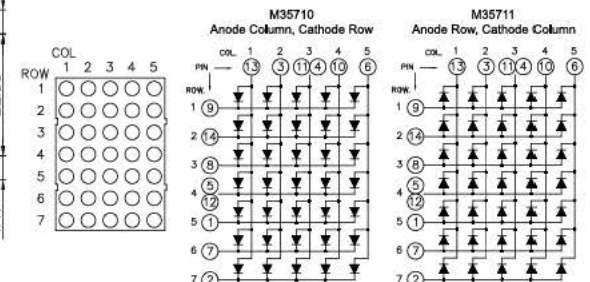 COL
ROW 1 2 3 4 5
1
2
3
4
5
6
7
M35710
Anode Column, Cathode Row
COL. 1 2 3 4 5
PIN 13 3 11 4 10 6
ROW.
1 9
2 14
3 8
5
4
12
5 1
6 7
7 2
M35711
Anode Row, Cathode Column
COL. 1 2 3 4 5
PIN 13 3 11 4 10 6
ROW.
1 9
2 14
3 8
5
4
12
5 1
6 7
7 2